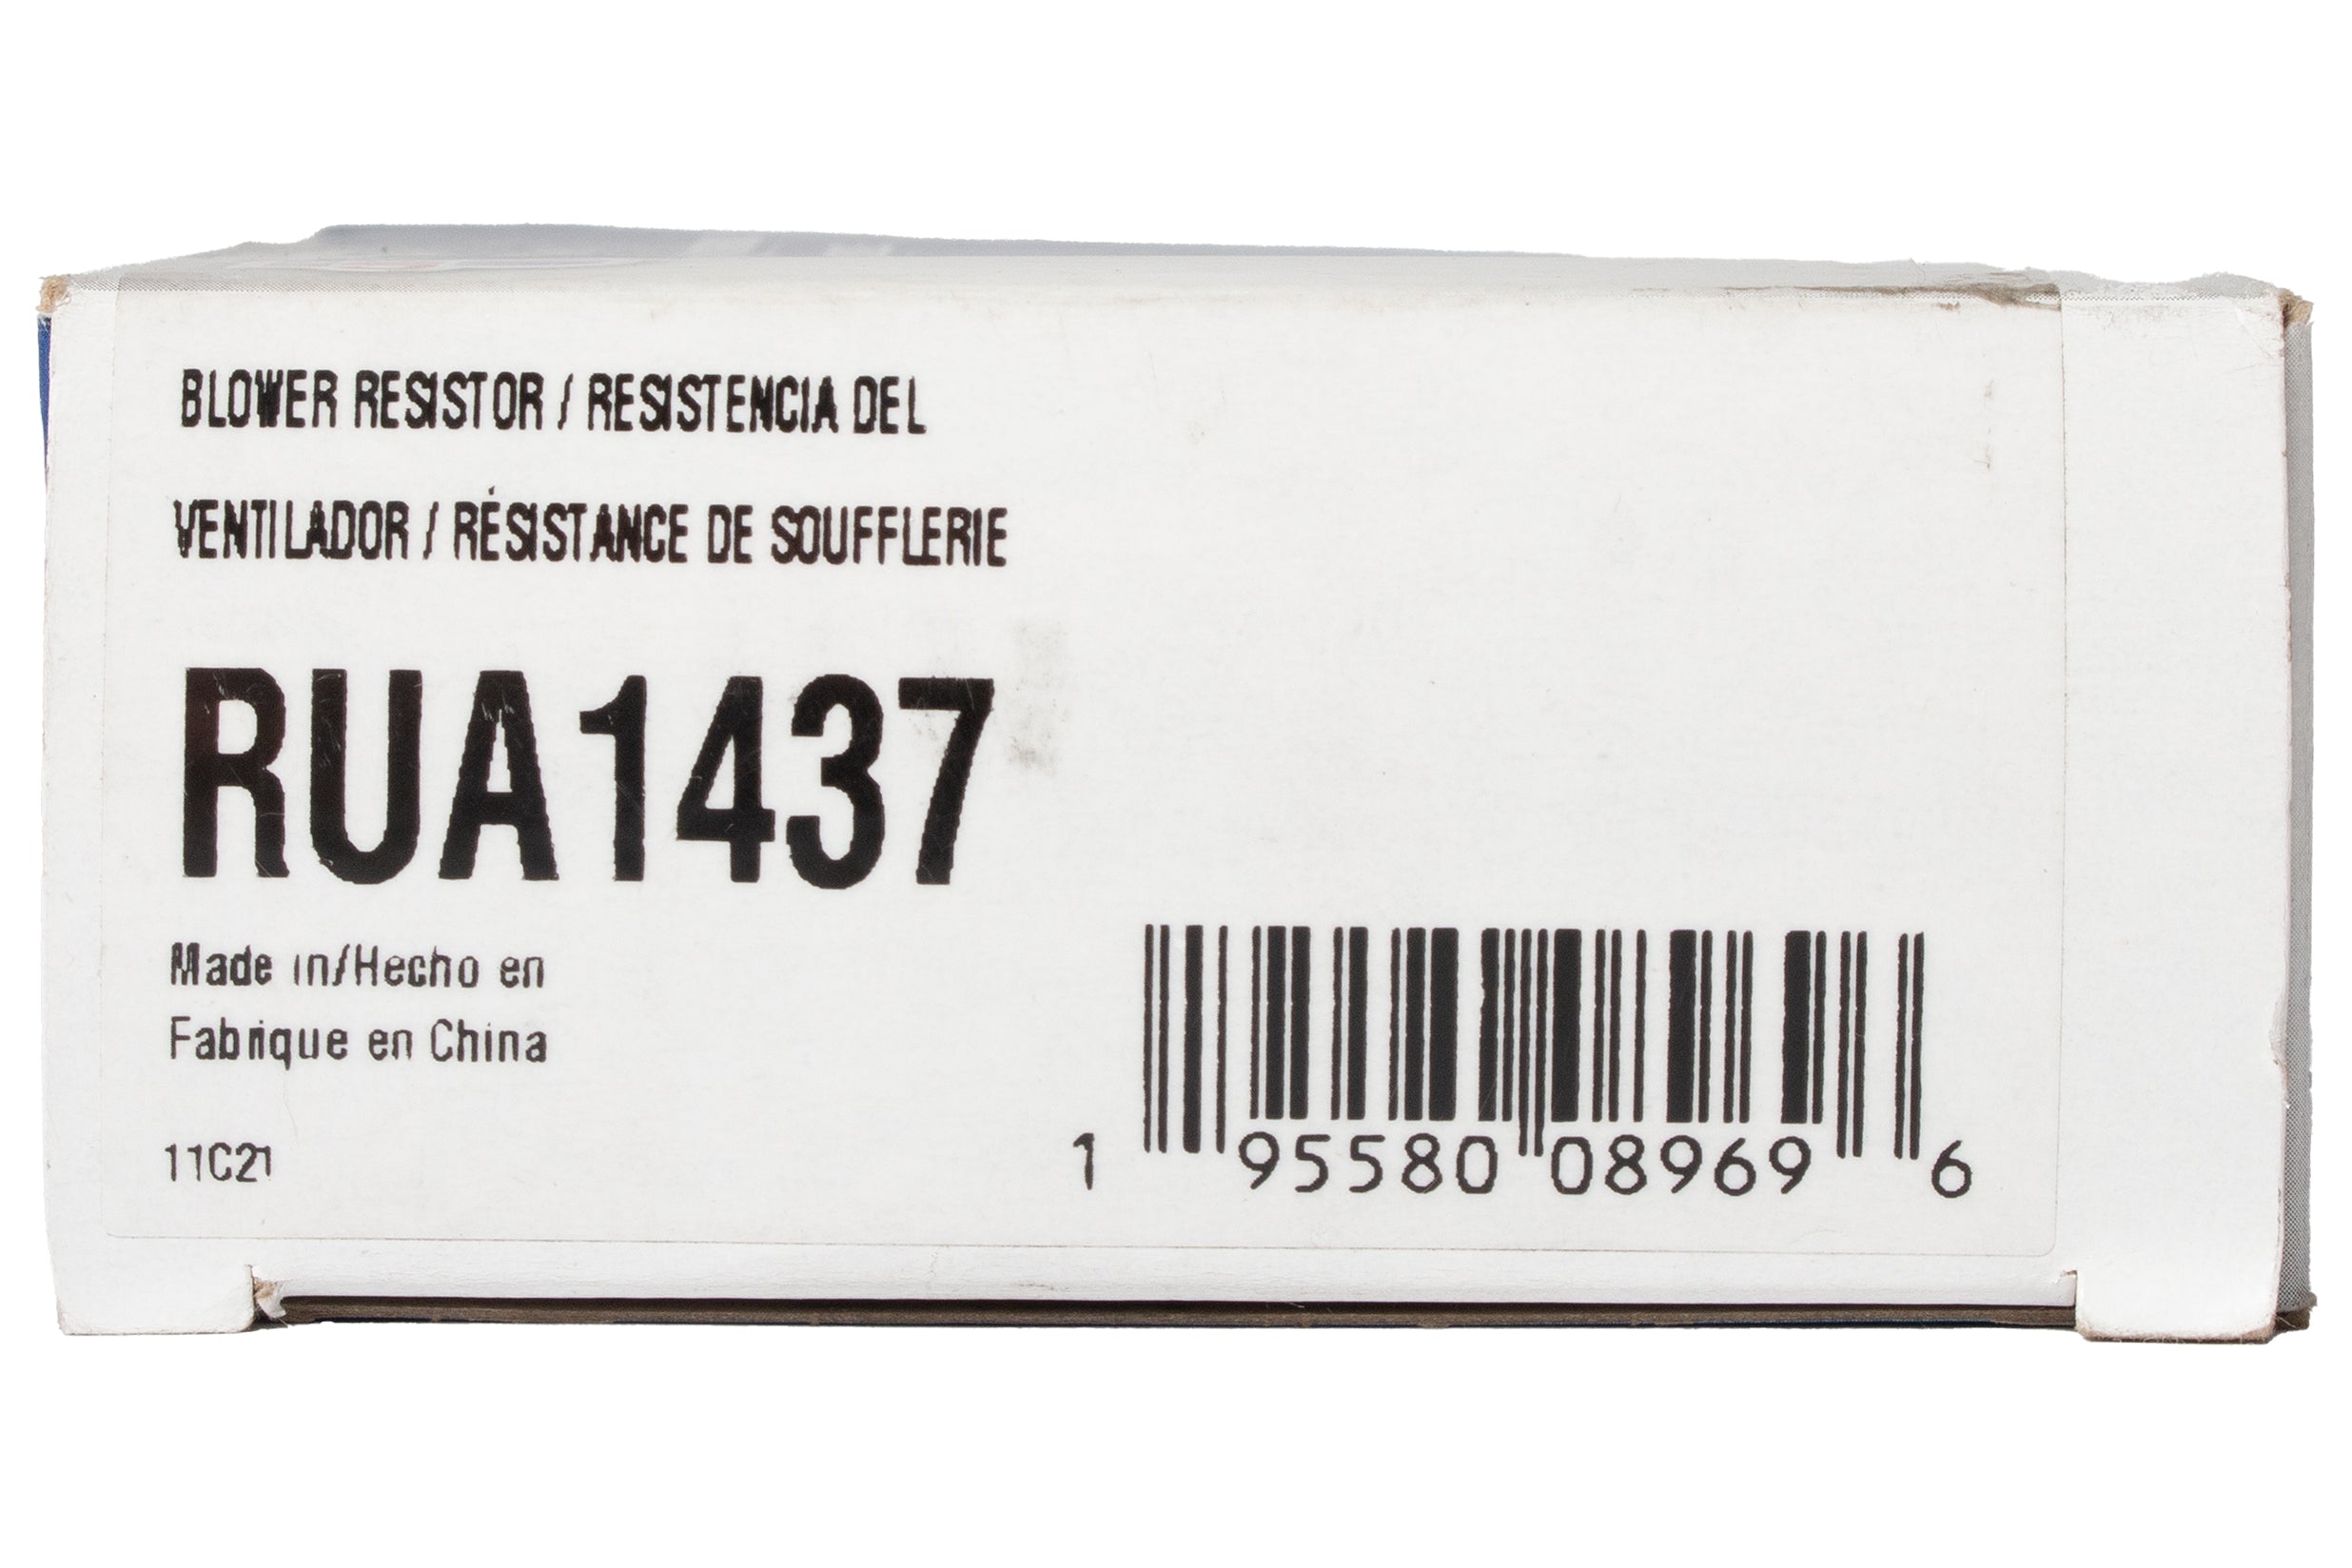 BLOWER RESISTOR / RESISTENCIA DEL
VENTILADOR / RÉSISTANCE DE SOUFFLERIE
RUA1437
Made in/Hecho en
Fabrique en China
11C21
1 95580 08969 6